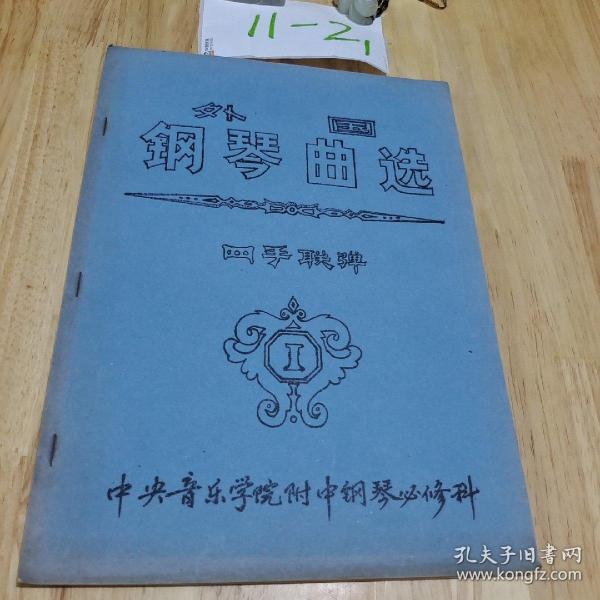 11-21
外国
钢琴曲选
四手联弹
I
中央音乐学院附中钢琴必修科
孔夫子旧书网
www.kongfz.com